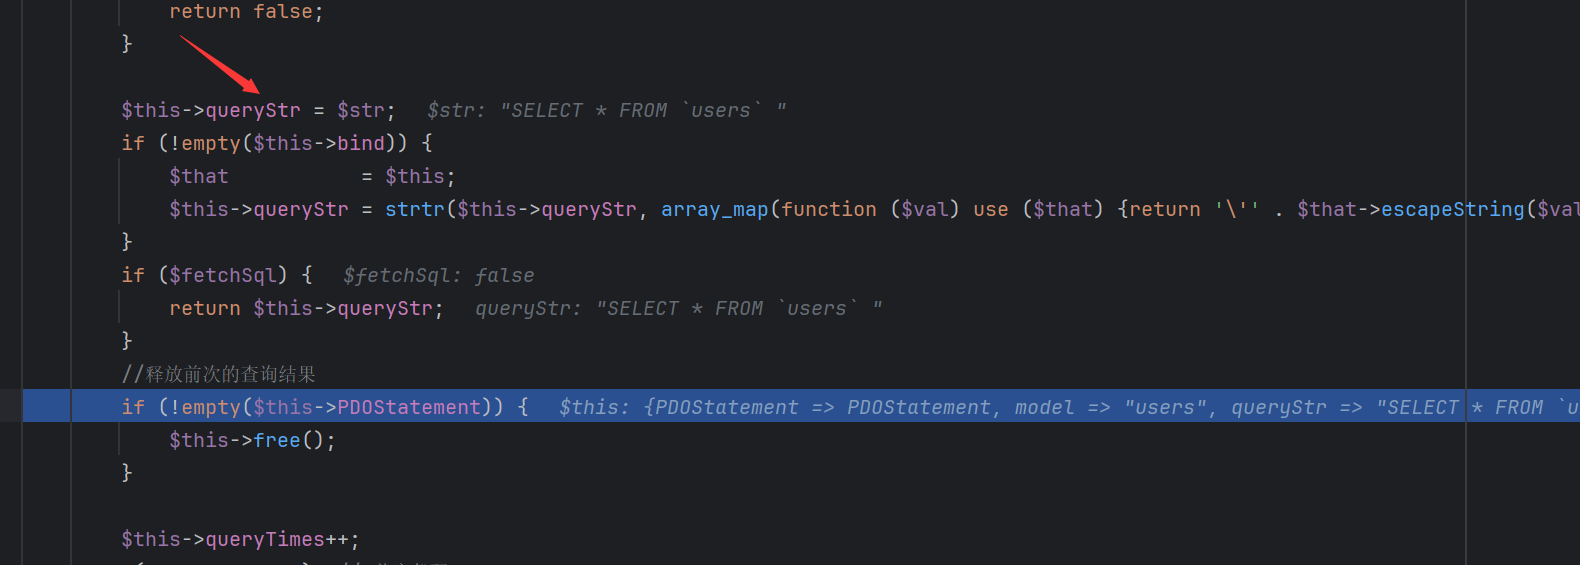 return false;
}
$this->queryStr = $str;   $str: "SELECT * FROM `users` "
if (!empty($this->bind)) {
$that           = $this;
$this->queryStr = strtr($this->queryStr, array_map(function ($val) use ($that) {return '\'' . $that->escapeString($val
}
if ($fetchSql) {   $fetchSql: false
return $this->queryStr;   queryStr: "SELECT * FROM `users` "
}
//释放前次的查询结果
if (!empty($this->PDOStatement)) {   $this: {PDOStatement => PDOStatement, model => "users", queryStr => "SELECT * FROM `u
$this->free();
}
$this->queryTimes++;